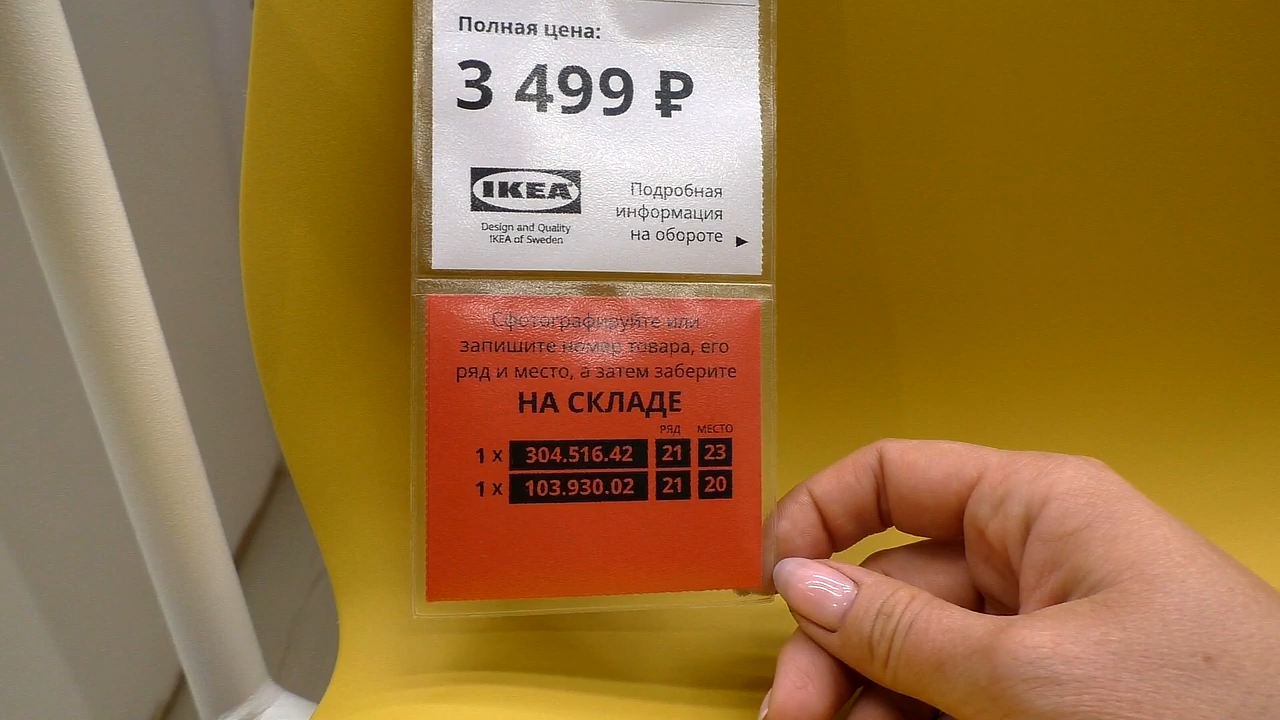 Полная цена:
3 499 ₽
IKEA
Design and Quality
IKEA of Sweden
Подробная
информация
на обороте ▶
Сфотографируйте или
запишите номер товара, его
ряд и место, а затем заберите
НА СКЛАДЕ
РЯД МЕСТО
1 x 304.516.42 21 23
1 x 103.930.02 21 20